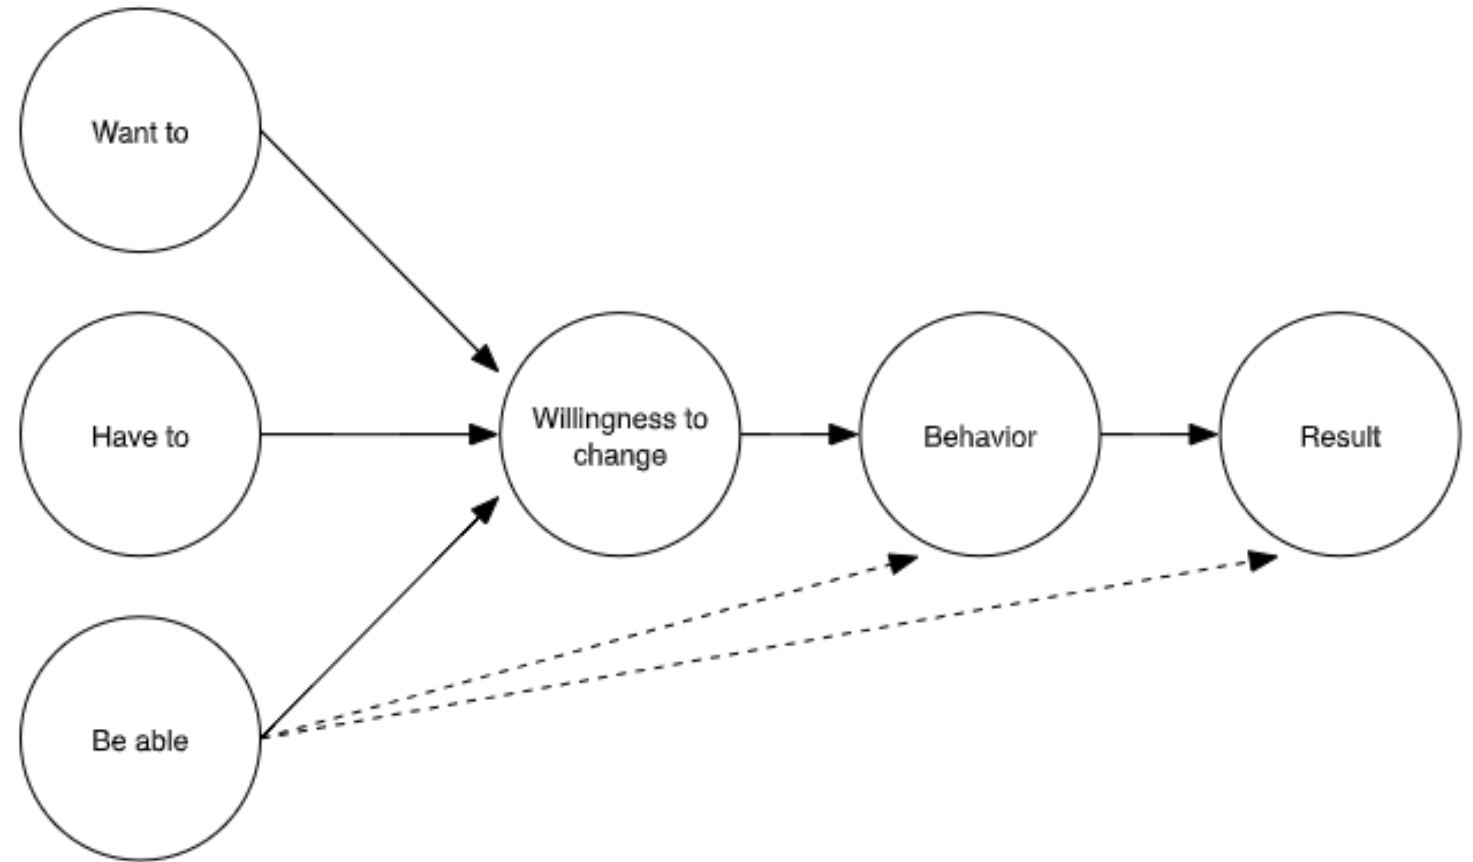 Want to
Have to
Willingness to
change
Behavior
Result
Be able